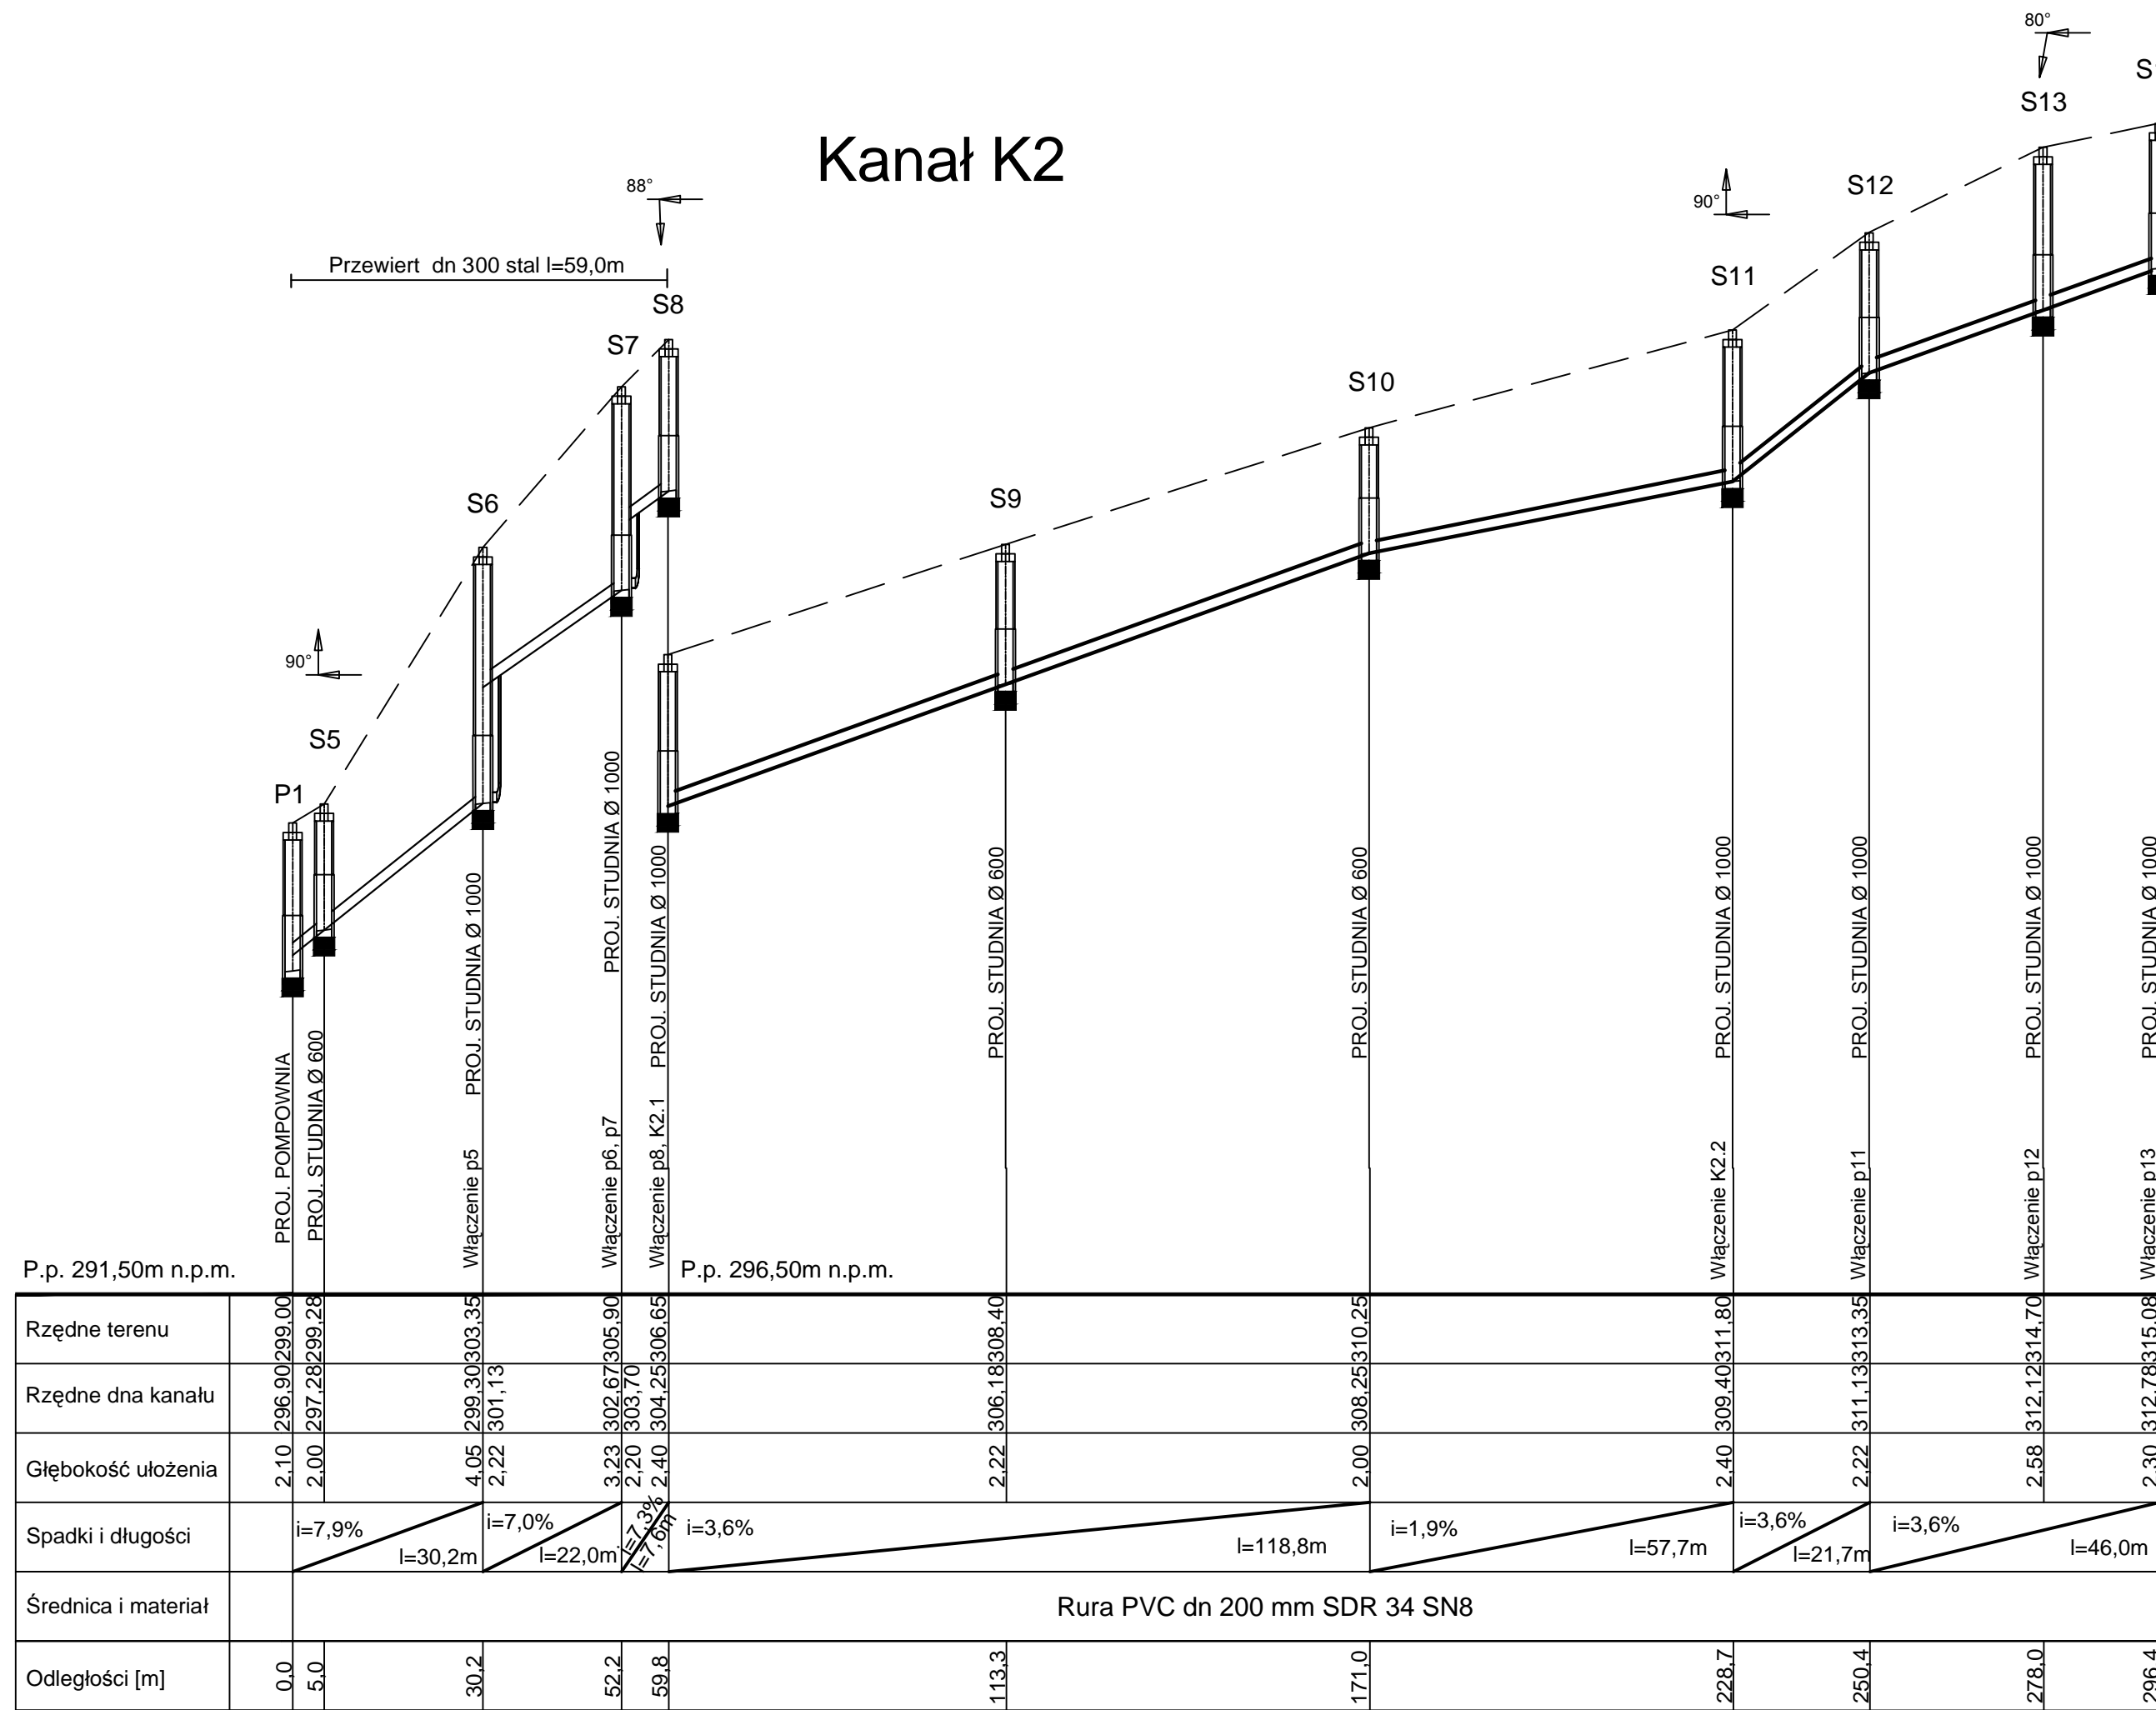 Kanał K2
80°
S
S13
88°
90°
S12
Przewiert dn 300 stal l=59,0m
S11
S8
S7
S10
S9
S6
90°
S5
P1
PROJ. POMPOWNIA
PROJ. STUDNIA Ø 600
PROJ. STUDNIA Ø 1000
PROJ. STUDNIA Ø 1000
PROJ. STUDNIA Ø 1000
PROJ. STUDNIA Ø 600
PROJ. STUDNIA Ø 600
PROJ. STUDNIA Ø 1000
PROJ. STUDNIA Ø 1000
PROJ. STUDNIA Ø 1000
PROJ. STUDNIA Ø 1000
Włączenie p5
Włączenie p6, p7
Włączenie p8, K2.1
Włączenie K2.2
Włączenie p11
Włączenie p12
Włączenie p13
P.p. 291,50m n.p.m.
P.p. 296,50m n.p.m.
Rzędne terenu 299,00 299,28 303,35 305,90 306,65 308,40 310,25 311,80 313,35 314,70 315,08
Rzędne dna kanału 296,90 297,28 299,30 301,13 302,67 303,70 304,25 306,18 308,25 309,40 311,13 312,12 312,78
Głębokość ułożenia 2,10 2,00 4,05 2,22 3,23 2,20 2,40 2,22 2,00 2,40 2,22 2,58 2,30
Spadki i długości i=7,9% l=30,2m i=7,0% l=22,0m i=7,3% l=7,6m i=3,6% l=118,8m i=1,9% l=57,7m i=3,6% l=21,7m i=3,6% l=46,0m
Średnica i materiał Rura PVC dn 200 mm SDR 34 SN8
Odległości [m] 0,0 5,0 30,2 52,2 59,8 113,3 171,0 228,7 250,4 278,0 296,4